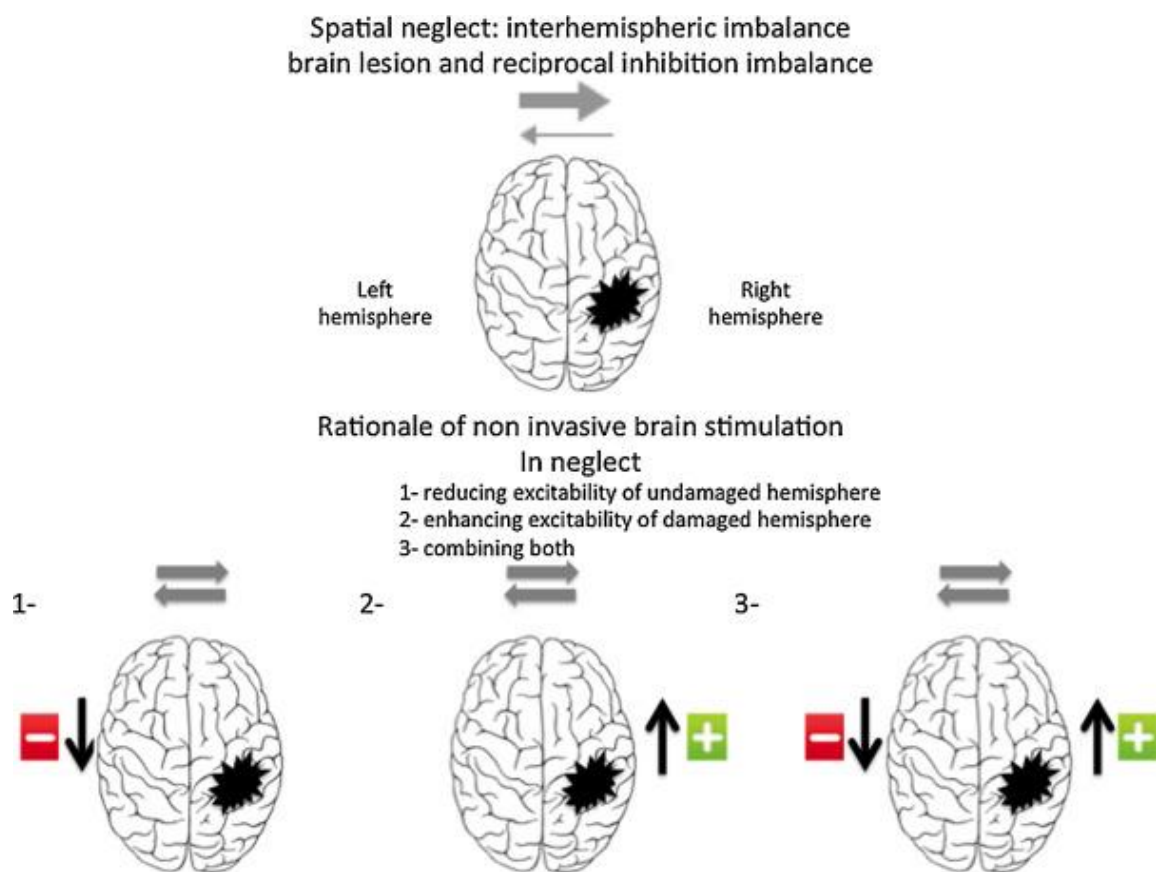 Spatial neglect: interhemispheric imbalance
brain lesion and reciprocal inhibition imbalance
Left
hemisphere
Right
hemisphere
Rationale of non invasive brain stimulation
In neglect
1- reducing excitability of undamaged hemisphere
2- enhancing excitability of damaged hemisphere
3- combining both
1-
2-
3-